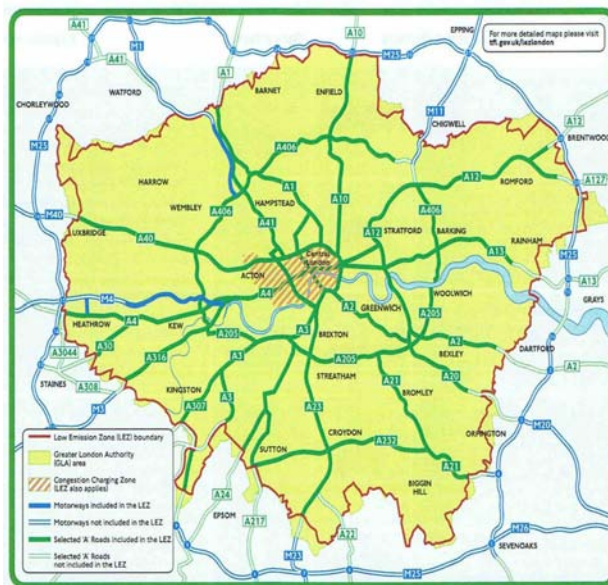 A41
M1
A10
M25
EPPING
For more detailed maps please visit
tfl.gov.uk/lezlondon
A41
A1
WATFORD
BARNET
ENFIELD
CHORLEYWOOD
M11
CHIGWELL
A12
BRENTWOOD
M25
A406
HARROW
A12
ROMFORD
A127
WEMBLEY
A406
HAMPSTEAD
A1
A10
M40
A41
A12
STRATFORD
A406
BARKING
UXBRIDGE
A40
RAINHAM
A13
M25
ACTON
Central
London
A13
M4
A4
A2
GREENWICH
WOOLWICH
GRAYS
HEATHROW
A4
KEW
A205
A3
BRIXTON
A205
A3044
A30
A316
A3
A205
A2
BEXLEY
DARTFORD
A2
STAINES
A308
STREATHAM
A21
A20
KINGSTON
M3
A307
A3
A23
BROMLEY
M20
CROYDON
ORPINGTON
SUTTON
A232
A21
BIGGIN
HILL
A24
EPSOM
A217
A22
M23
M25
M26
SEVENOAKS
Low Emission Zone (LEZ) boundary
Greater London Authority
(GLA) area
Congestion Charging Zone
(LEZ also applies)
Motorways included in the LEZ
Motorways not included in the LEZ
Selected 'A' Roads included in the LEZ
Selected 'A' Roads
not included in the LEZ